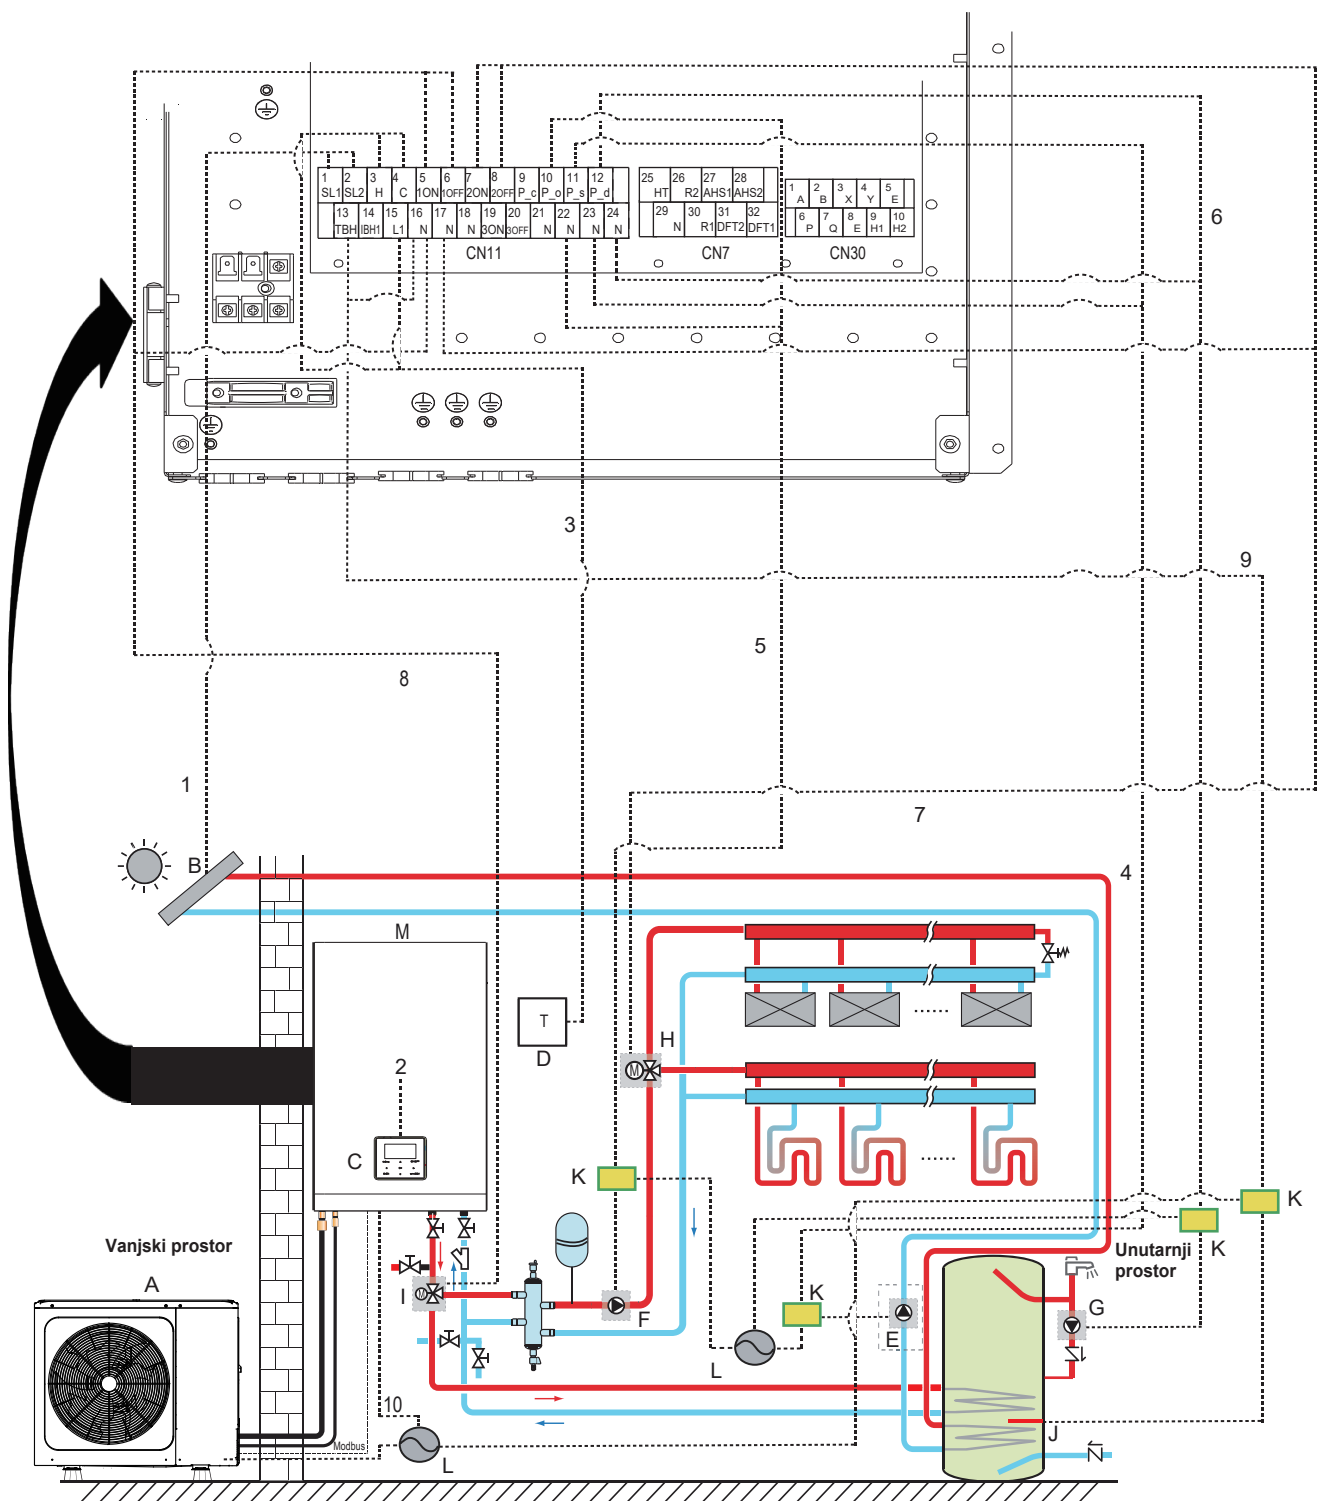 1 2 3 4 5 6 7 8 9 10 11 12
SL1 SL2 H C 1ON 1OFF 2ON 2OFF P_c P_o P_s P_d
13 14 15 16 17 18 19 20 21 22 23 24
TBH IBH1 L1 N N N 3ON 3OFF N N N N
CN11
25 26 27 28
HT R2 AHS1 AHS2
29 30 31 32
N R1 DFT2 DFT1
CN7
1 2 3 4 5
A B X Y E
6 7 8 9 10
P Q E H1 H2
CN30
6
3
9
5
8
1
7
B
4
M
T
D
H
2
C
K
K
K
Vanjski prostor
Unutarnji
prostor
A
I
F
K
G
E
L
10
J
Modbus
L